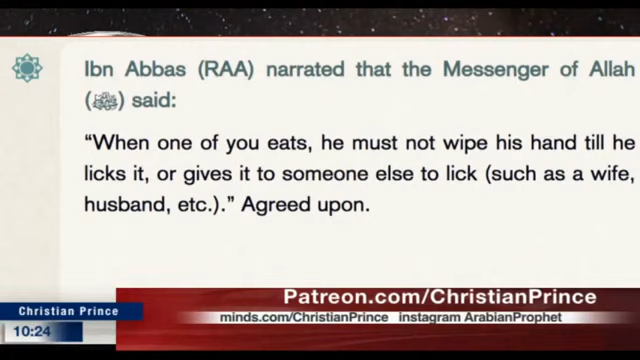 Ibn Abbas (RAA) narrated that the Messenger of Allah
(ﷺ) said:
“When one of you eats, he must not wipe his hand till he
licks it, or gives it to someone else to lick (such as a wife,
husband, etc.).” Agreed upon.
Patreon.com/ChristianPrince
Christian Prince
minds.com/ChristianPrince instagram ArabianProphet
10:24